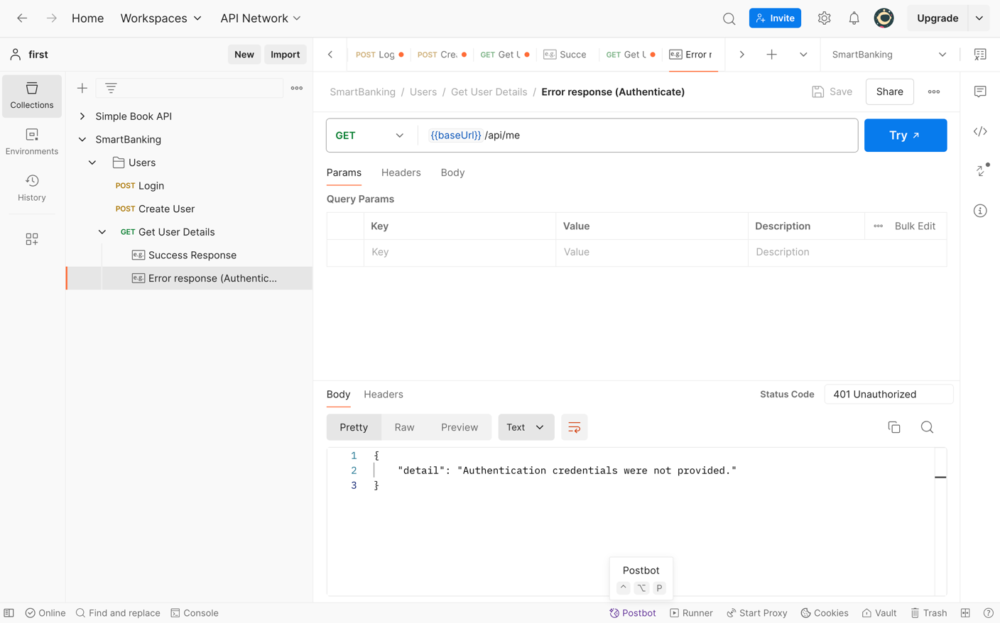 Home
Workspaces
API Network
Invite
Upgrade
first
New
Import
POST Log
POST Cre
GET Get U
e.g. Succe
GET Get U
e.g. Error r
SmartBanking
Collections
Environments
History
Simple Book API
SmartBanking
Users
POST Login
POST Create User
GET Get User Details
e.g. Success Response
e.g. Error response (Authentic...
SmartBanking / Users / Get User Details / Error response (Authenticate)
Save
Share
GET
{{baseUrl}} /api/me
Try
Params
Headers
Body
Query Params
Key
Value
Description
Bulk Edit
Key
Value
Description
Body
Headers
Status Code
401 Unauthorized
Pretty
Raw
Preview
Text
1 {
2 "detail": "Authentication credentials were not provided."
3 }
Postbot
^ ⌥ P
Online
Find and replace
Console
Postbot
Runner
Start Proxy
Cookies
Vault
Trash